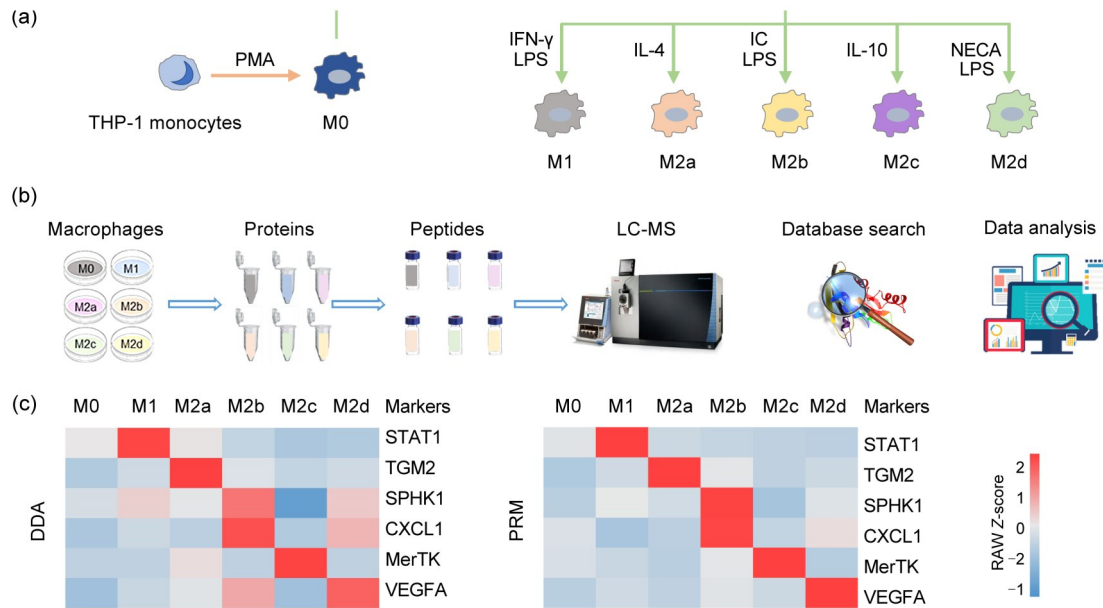 (a)
PMA
THP-1 monocytes
M0
IFN-γ
LPS
IL-4
IC
LPS
IL-10
NECA
LPS
M1
M2a
M2b
M2c
M2d
(b)
Macrophages
Proteins
Peptides
LC-MS
Database search
Data analysis
M0
M1
M2a
M2b
M2c
M2d
(c)
M0 M1 M2a M2b M2c M2d Markers
DDA
STAT1
TGM2
SPHK1
CXCL1
MerTK
VEGFA
M0 M1 M2a M2b M2c M2d Markers
PRM
STAT1
TGM2
SPHK1
CXCL1
MerTK
VEGFA
RAW Z-score
2
1
0
−2
−1